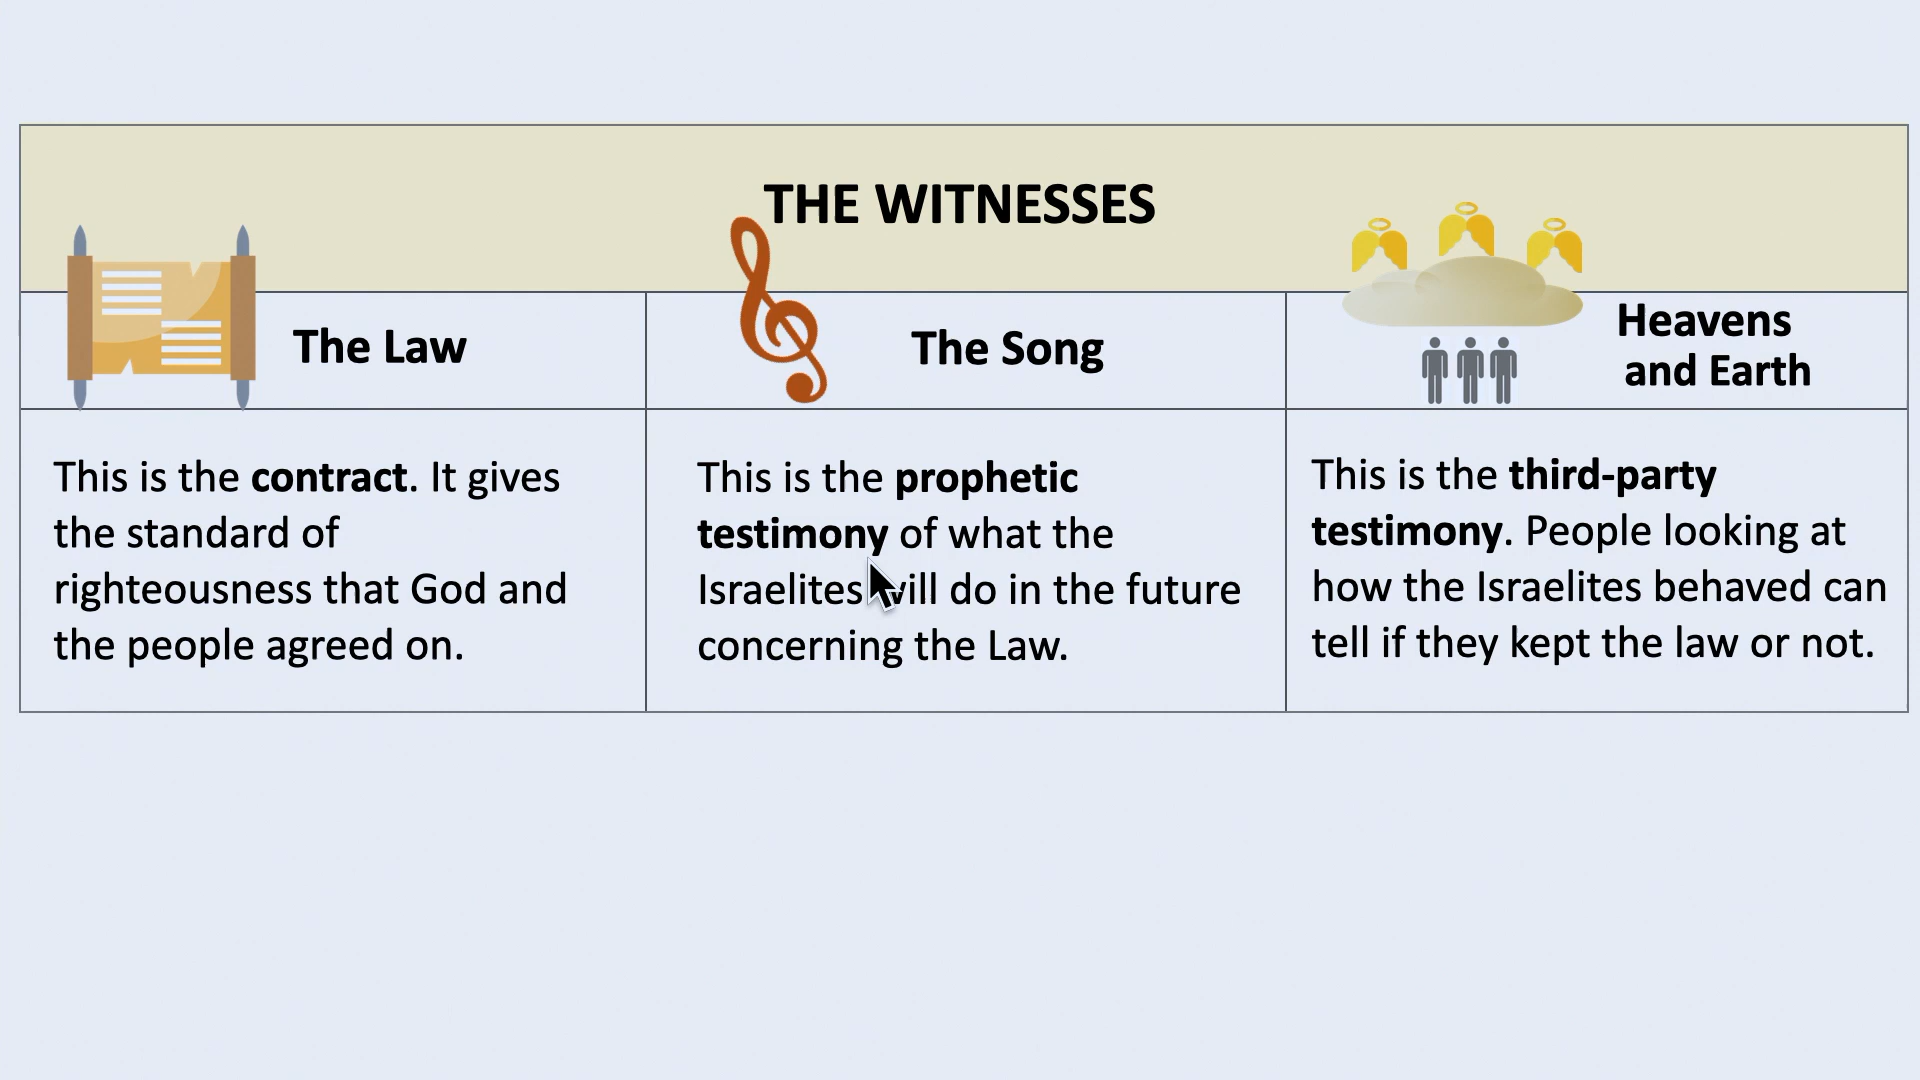 THE WITNESSES
The Law
This is the contract. It gives
the standard of
righteousness that God and
the people agreed on.
The Song
This is the prophetic
testimony of what the
Israelites will do in the future
concerning the Law.
Heavens
and Earth
This is the third-party
testimony. People looking at
how the Israelites behaved can
tell if they kept the law or not.